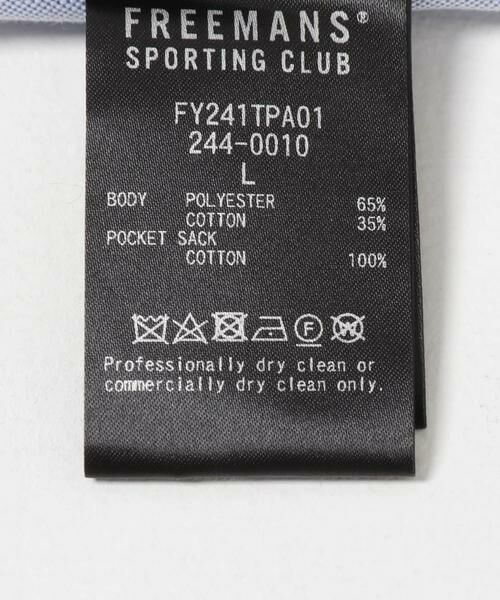 FREEMANS®
SPORTING CLUB
FY241TPA01
244-0010
L
BODY POLYESTER 65%
COTTON 35%
POCKET SACK
COTTON 100%
F W
Professionally dry clean or
commercially dry clean only.